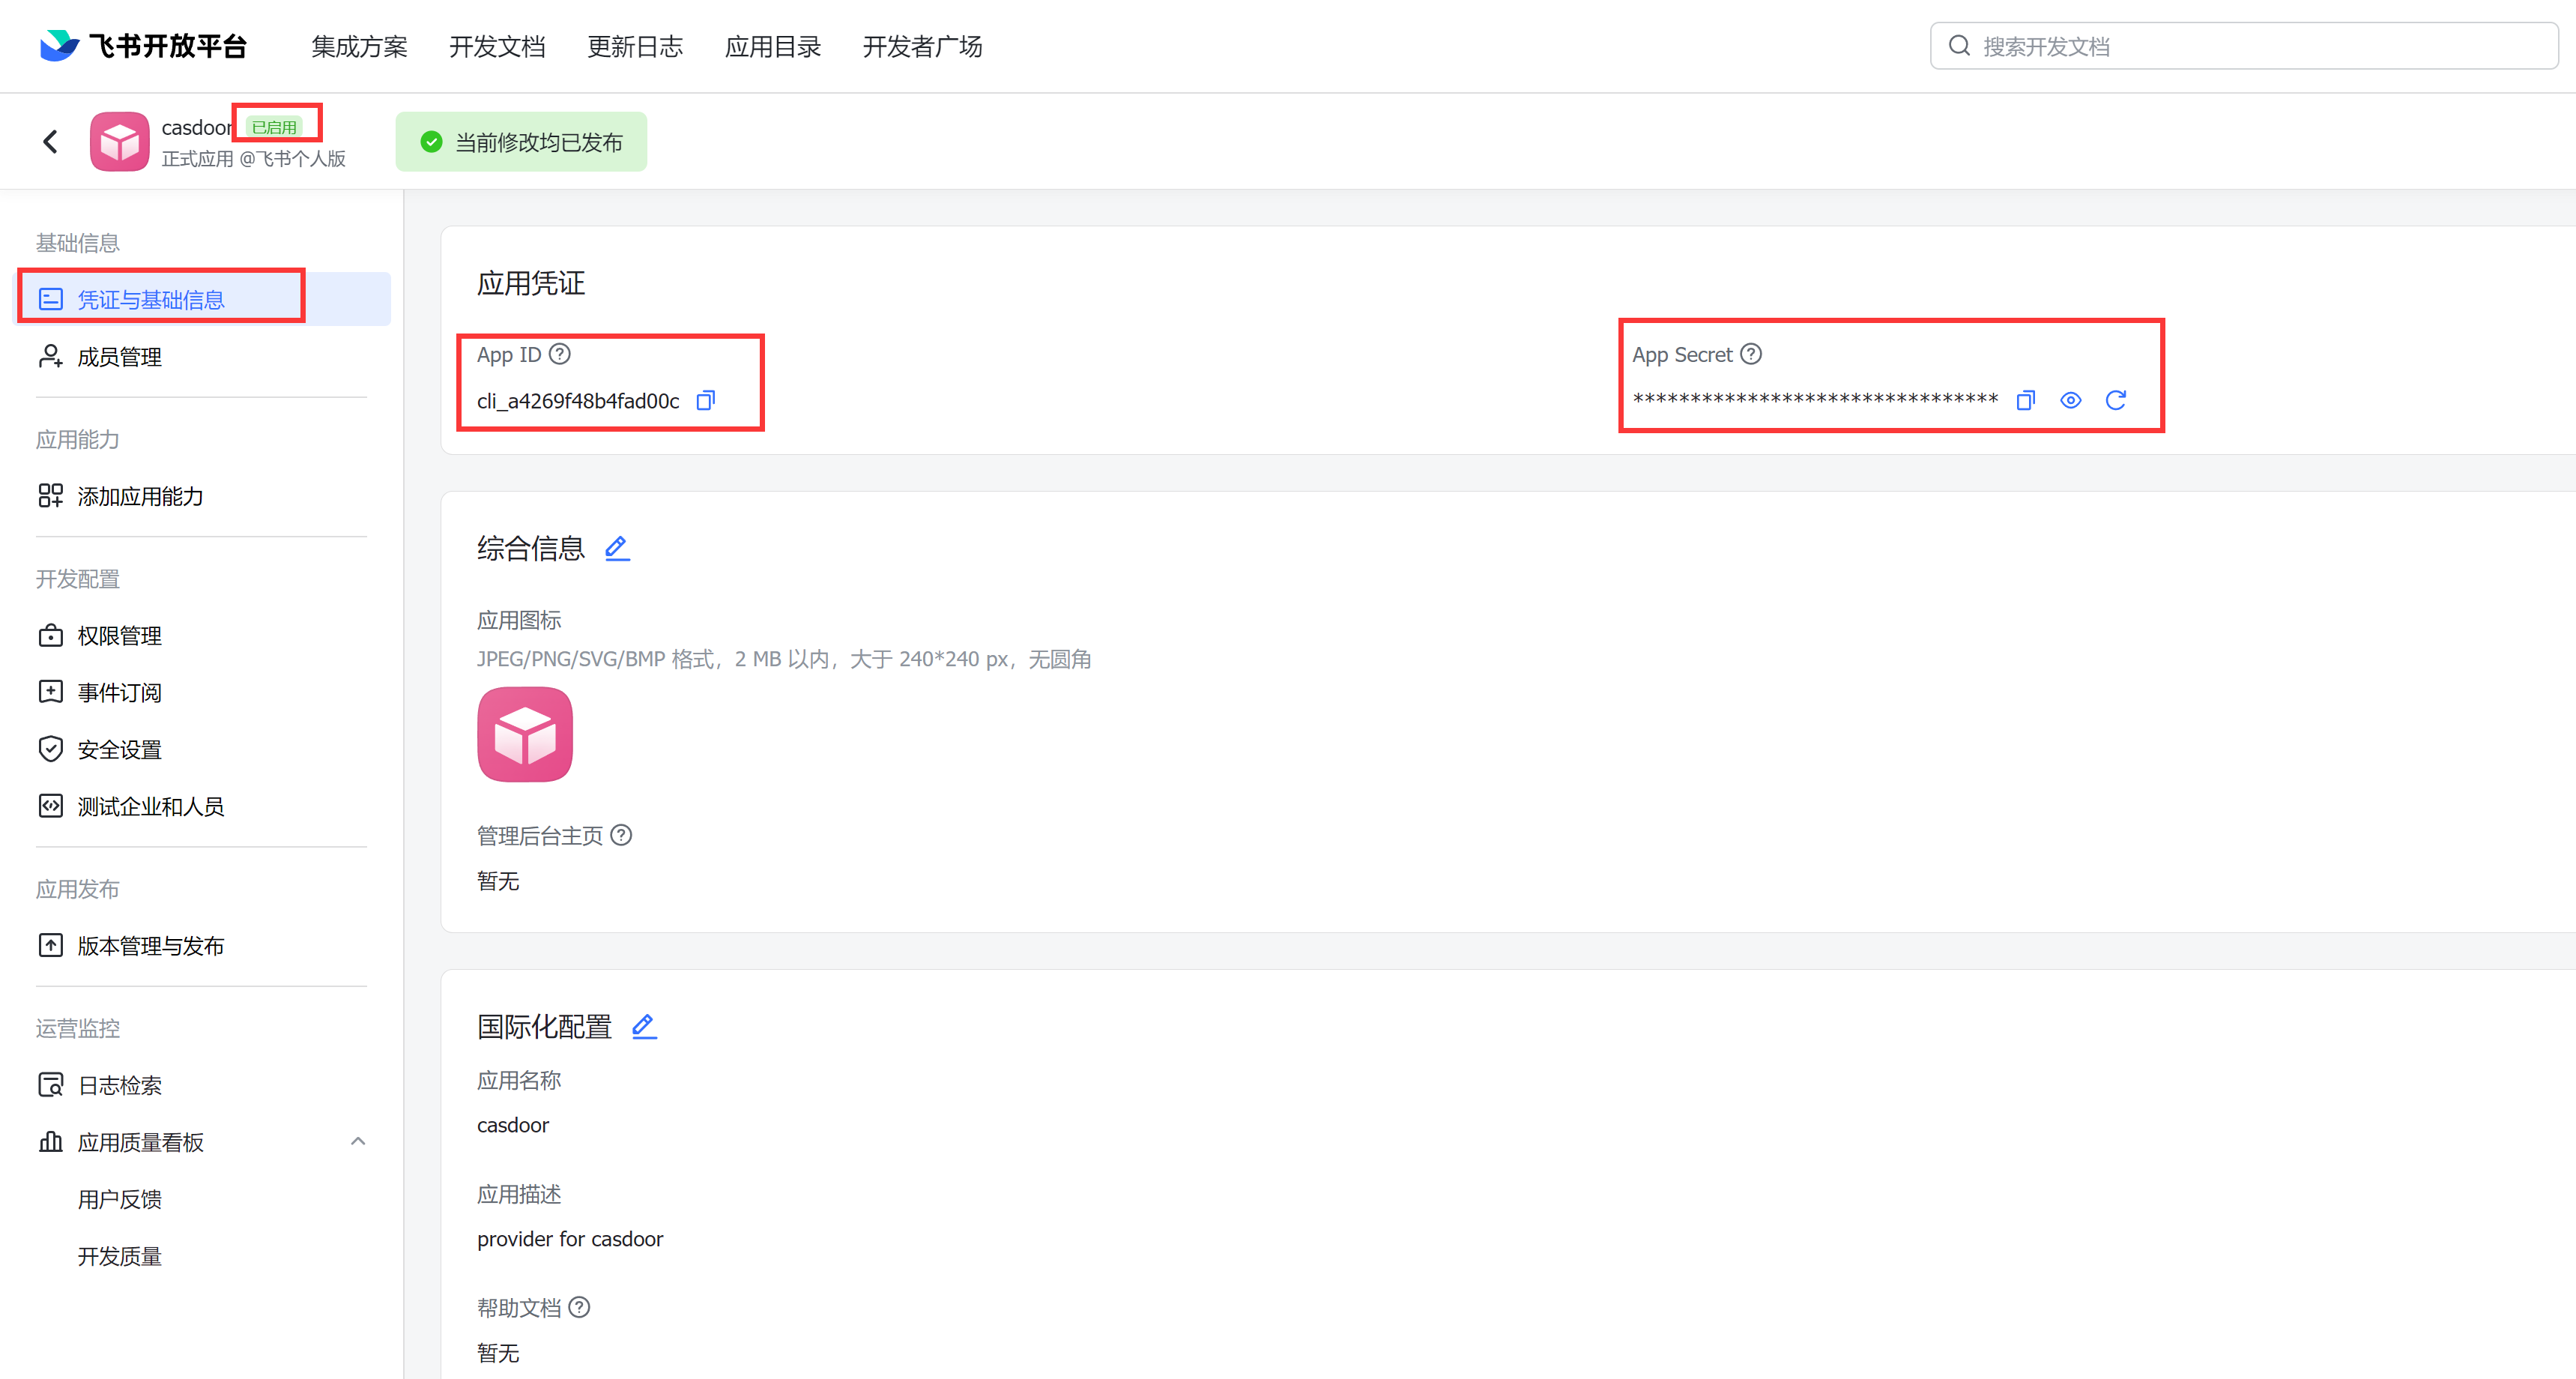 飞书开放平台 集成方案 开发文档 更新日志 应用目录 开发者广场 搜索开发文档
casdoor 已启用
正式应用 @飞书个人版
当前修改均已发布
基础信息
凭证与基础信息
成员管理
应用能力
添加应用能力
开发配置
权限管理
事件订阅
安全设置
测试企业和人员
应用发布
版本管理与发布
运营监控
日志检索
应用质量看板
用户反馈
开发质量
应用凭证
App ID
cli_a4269f48b4fad00c
App Secret
********************************
综合信息
应用图标
JPEG/PNG/SVG/BMP 格式，2 MB 以内，大于 240*240 px，无圆角
管理后台主页
暂无
国际化配置
应用名称
casdoor
应用描述
provider for casdoor
帮助文档
暂无